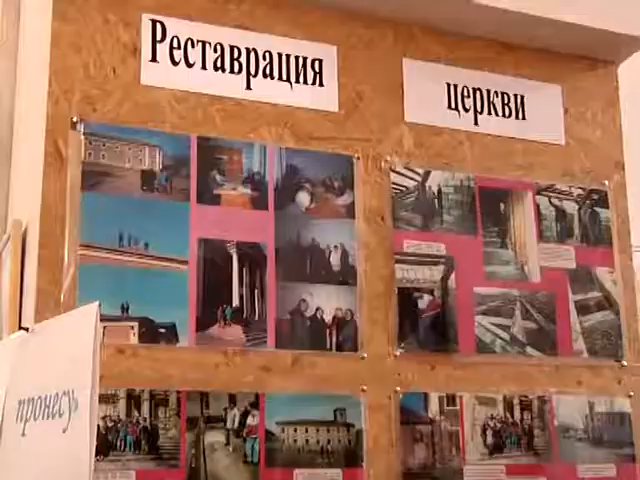 Реставрация
церкви
пронесу»